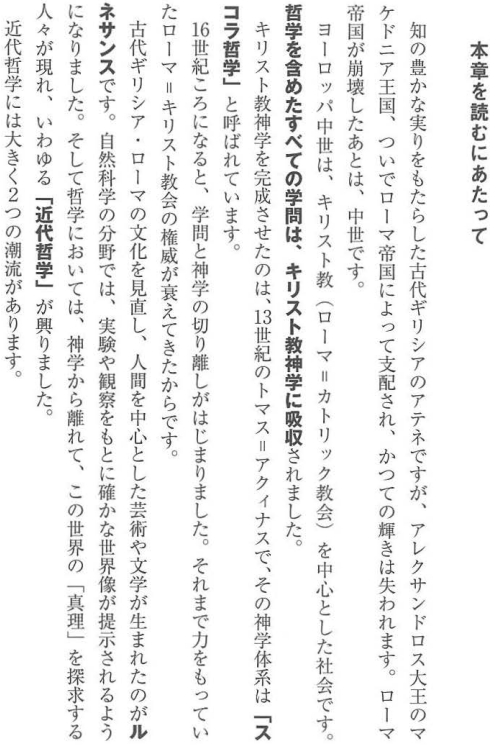 本章を読むにあたって
知の豊かな実りをもたらした古代ギリシアのアテネですが、アレクサンドロス大王のマ
ケドニア王国、ついでローマ帝国によって支配され、かつての輝きは失われます。ローマ
帝国が崩壊したあとは、中世です。
ヨーロッパ中世は、キリスト教（ローマ＝カトリック教会）を中心とした社会です。
哲学を含めたすべての学問は、キリスト教神学に吸収されました。
キリスト教神学を完成させたのは、13世紀のトマス＝アクィナスで、その神学体系は「ス
コラ哲学」と呼ばれています。
16世紀ころになると、学問と神学の切り離しがはじまりました。それまで力をもってい
たローマ＝キリスト教会の権威が衰えてきたからです。
古代ギリシア・ローマの文化を見直し、人間を中心とした芸術や文学が生まれたのがル
ネサンスです。自然科学の分野では、実験や観察をもとに確かな世界像が提示されるよう
になりました。そして哲学においては、神学から離れて、この世界の「真理」を探求する
人々が現れ、いわゆる「近代哲学」が興りました。
近代哲学には大きく2つの潮流があります。